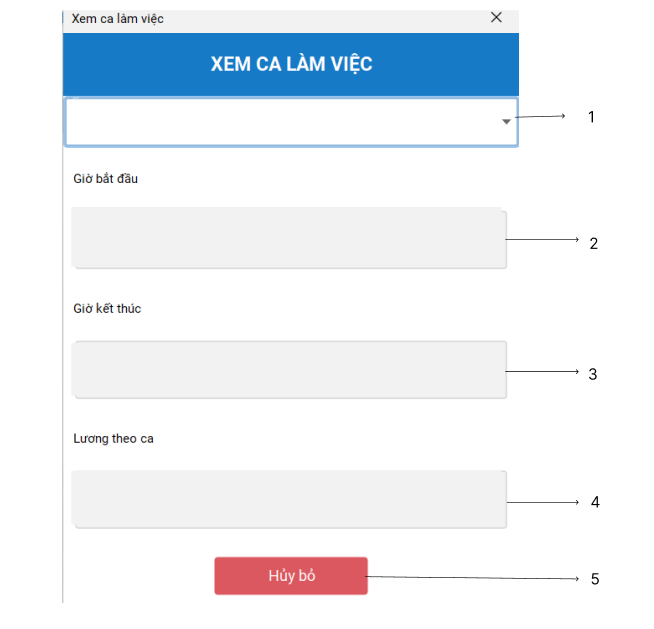 Xem ca làm việc
XEM CA LÀM VIỆC
1
Giờ bắt đầu
2
Giờ kết thúc
3
Lương theo ca
4
Hủy bỏ
5